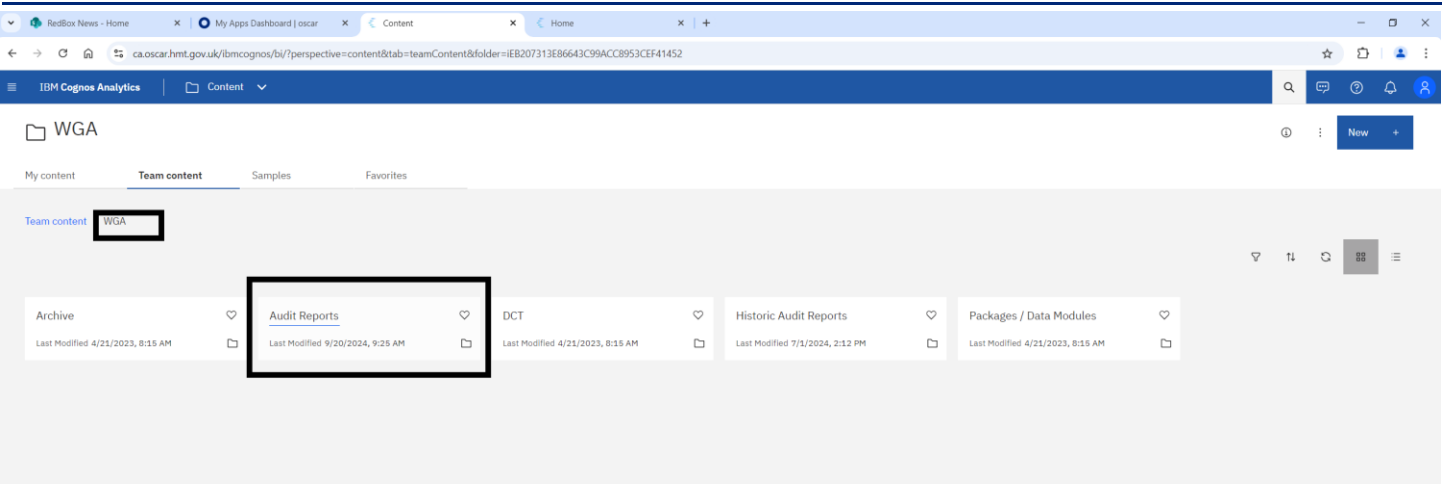 RedBox News - Home
My Apps Dashboard | oscar
Content
Home
ca.oscar.hmt.gov.uk/ibmcognos/bi/?perspective=content&tab=teamContent&folder=iEB207313E86643C99ACC8953CEF41452
IBM Cognos Analytics
Content
WGA
New +
My content
Team content
Samples
Favorites
Team content
WGA
Archive
Last Modified 4/21/2023, 8:15 AM
Audit Reports
Last Modified 9/20/2024, 9:25 AM
DCT
Last Modified 4/21/2023, 8:15 AM
Historic Audit Reports
Last Modified 7/1/2024, 2:12 PM
Packages / Data Modules
Last Modified 4/21/2023, 8:15 AM